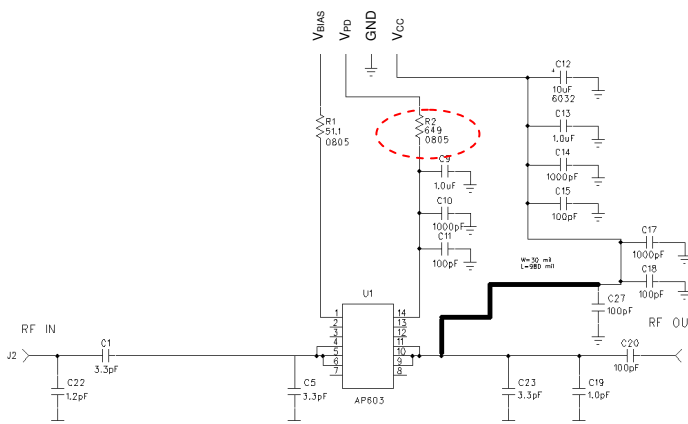 VBIAS VPD GND VCC
C12
10uF
6032
R1
51.1
0805
R2
649
0805
C13
1.0uF
C14
1000pF
C9
1.0uF
C15
100pF
C10
1000pF
C11
100pF
C17
1000pF
W=30 mil
L=980 mil
C18
100pF
U1
C27
100pF
1 14
2 13
3 12
4 11
5 10
6 9
7 8
AP603
RF IN
RF OU
J2
C1
3.3pF
C20
100pF
C22
1.2pF
C5
3.3pF
C23
3.3pF
C19
1.0pF